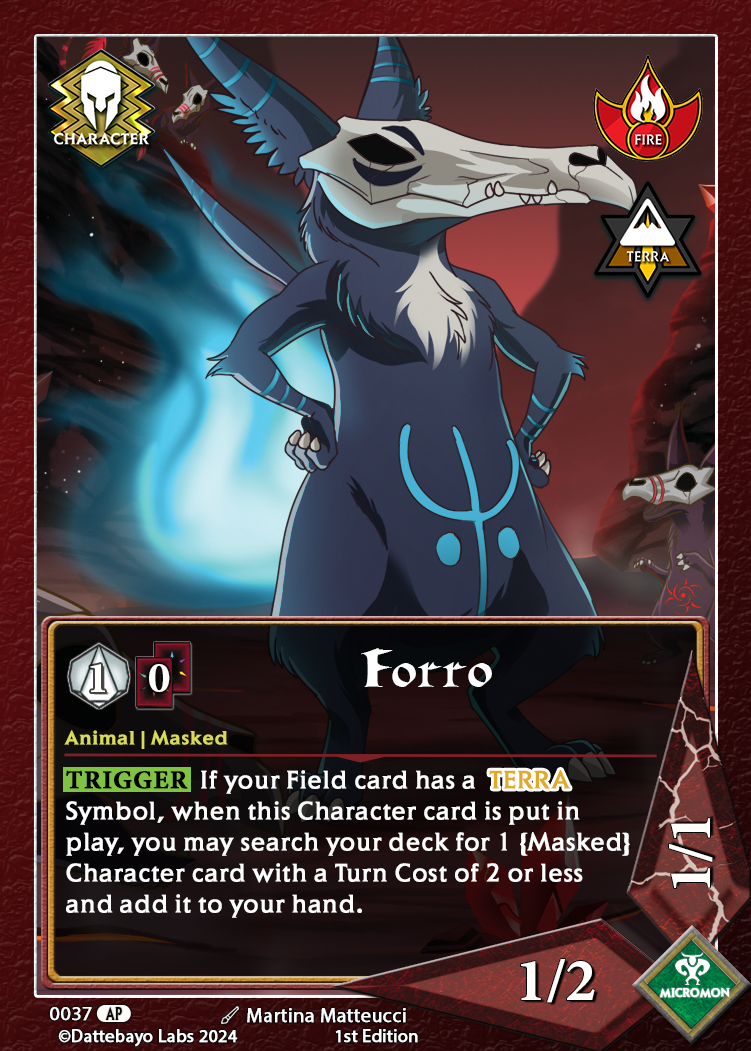 CHARACTER
FIRE
TERRA
1 0 Forro
Animal | Masked
TRIGGER If your Field card has a TERRA
Symbol, when this Character card is put in
play, you may search your deck for 1 {Masked}
Character card with a Turn Cost of 2 or less
and add it to your hand.
1/1
1/2
MICROMON
0037 AP Martina Matteucci
©Dattebayo Labs 2024 1st Edition